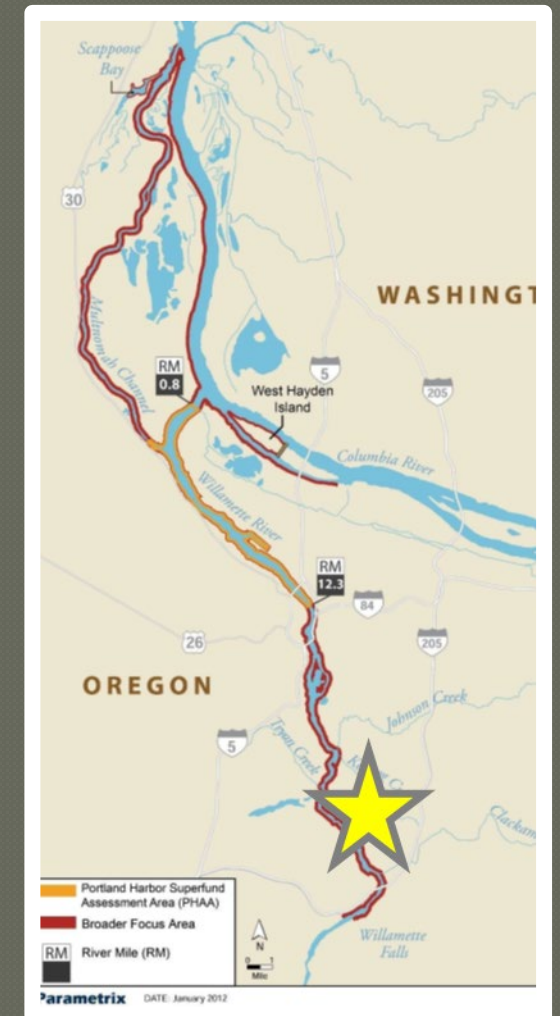 Scappoose
Bay
30
WASHINGT
Multnomah Channel
RM
0.8
5
205
West Hayden
Island
Columbia River
Willamette River
RM
12.3
84
26
205
OREGON
Johnson Creek
5
Tryon Creek
Clackam
Portland Harbor Superfund
Assessment Area (PHAA)
Broader Focus Area
RM River Mile (RM)
N
0 1
Mile
Willamette
Falls
Parametrix DATE: January 2012